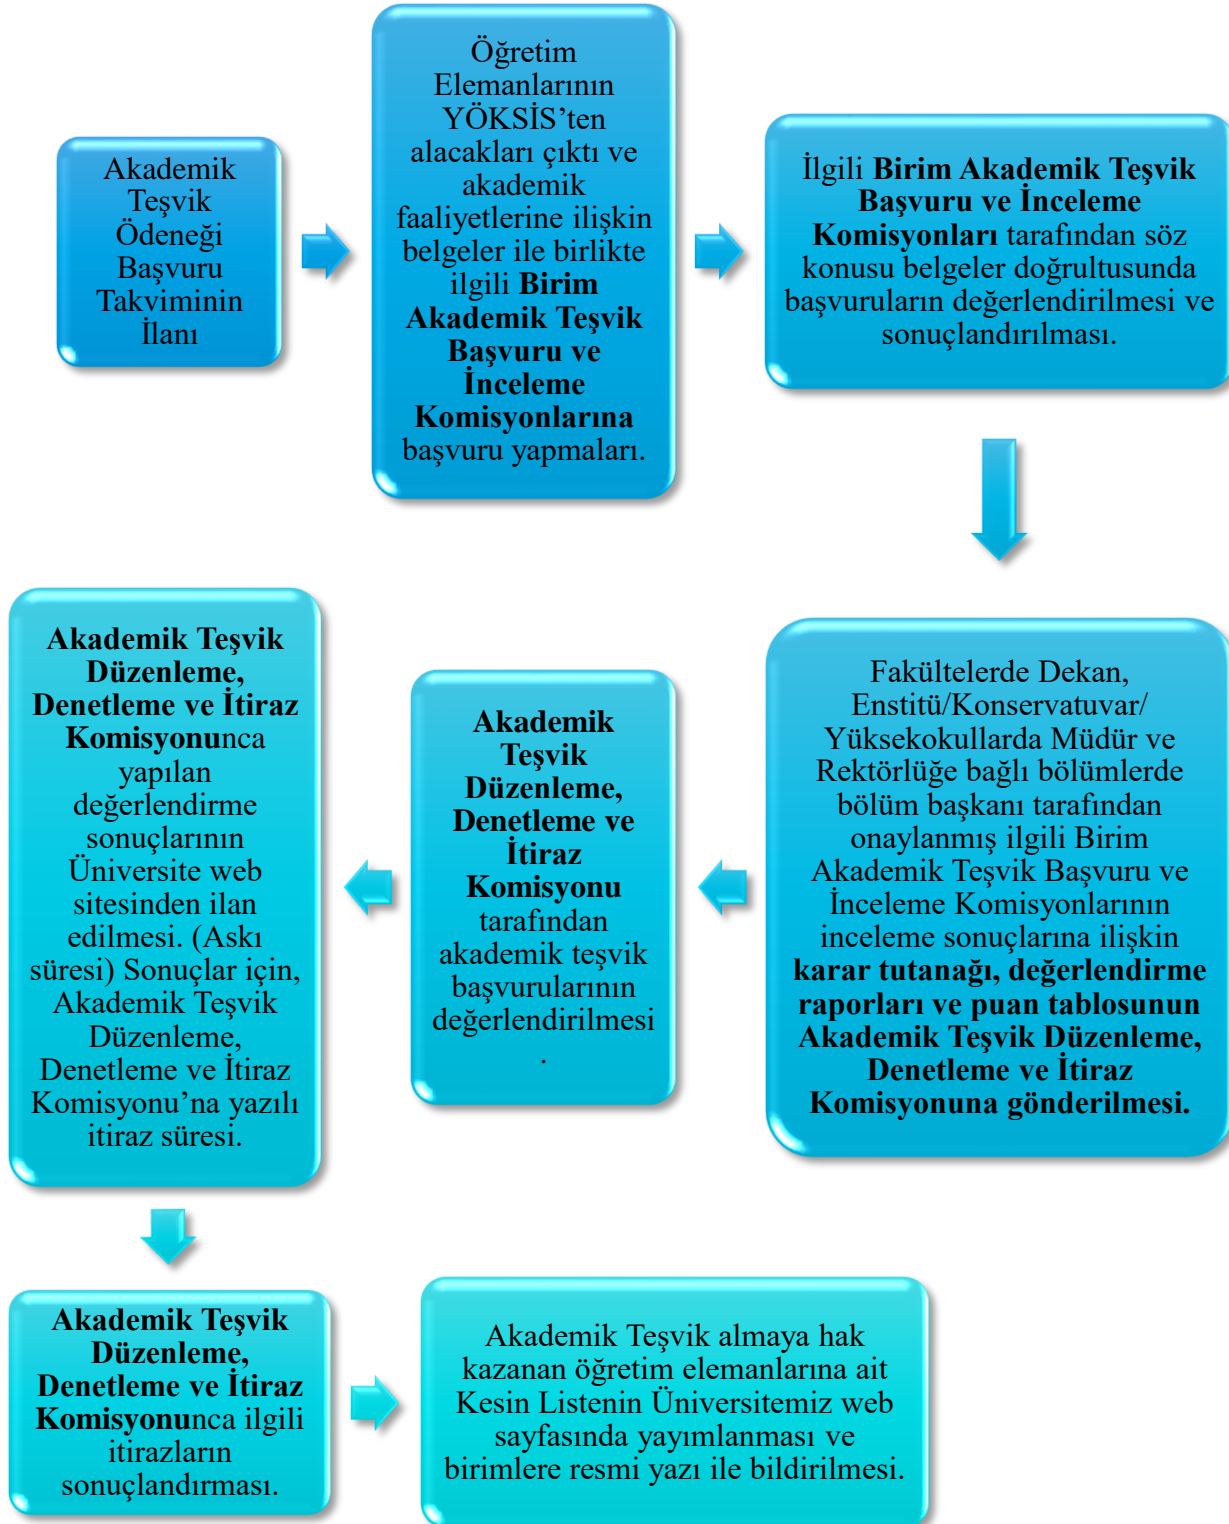 Akademik
Teşvik
Ödeneği
Başvuru
Takviminin
İlanı
Öğretim
Elemanlarının
YÖKSİS’ten
alacakları çıktı ve
akademik
faaliyetlerine ilişkin
belgeler ile birlikte
ilgili Birim
Akademik Teşvik
Başvuru ve
İnceleme
Komisyonlarına
başvuru yapmaları.
İlgili Birim Akademik Teşvik
Başvuru ve İnceleme
Komisyonları tarafından söz
konusu belgeler doğrultusunda
başvuruların değerlendirilmesi ve
sonuçlandırılması.
Fakültelerde Dekan,
Enstitü/Konservatuvar/
Yüksekokullarda Müdür ve
Rektörlüğe bağlı bölümlerde
bölüm başkanı tarafından
onaylanmış ilgili Birim
Akademik Teşvik Başvuru ve
İnceleme Komisyonlarının
inceleme sonuçlarına ilişkin
karar tutanağı, değerlendirme
raporları ve puan tablosunun
Akademik Teşvik Düzenleme,
Denetleme ve İtiraz
Komisyonuna gönderilmesi.
Akademik
Teşvik
Düzenleme,
Denetleme ve
İtiraz
Komisyonu
tarafından
akademik teşvik
başvurularının
değerlendirilmesi
.
Akademik Teşvik
Düzenleme,
Denetleme ve İtiraz
Komisyonunca
yapılan
değerlendirme
sonuçlarının
Üniversite web
sitesinden ilan
edilmesi. (Askı
süresi) Sonuçlar için,
Akademik Teşvik
Düzenleme,
Denetleme ve İtiraz
Komisyonu’na yazılı
itiraz süresi.
Akademik Teşvik
Düzenleme,
Denetleme ve İtiraz
Komisyonunca ilgili
itirazların
sonuçlandırması.
Akademik Teşvik almaya hak
kazanan öğretim elemanlarına ait
Kesin Listenin Üniversitemiz web
sayfasında yayımlanması ve
birimlere resmi yazı ile bildirilmesi.